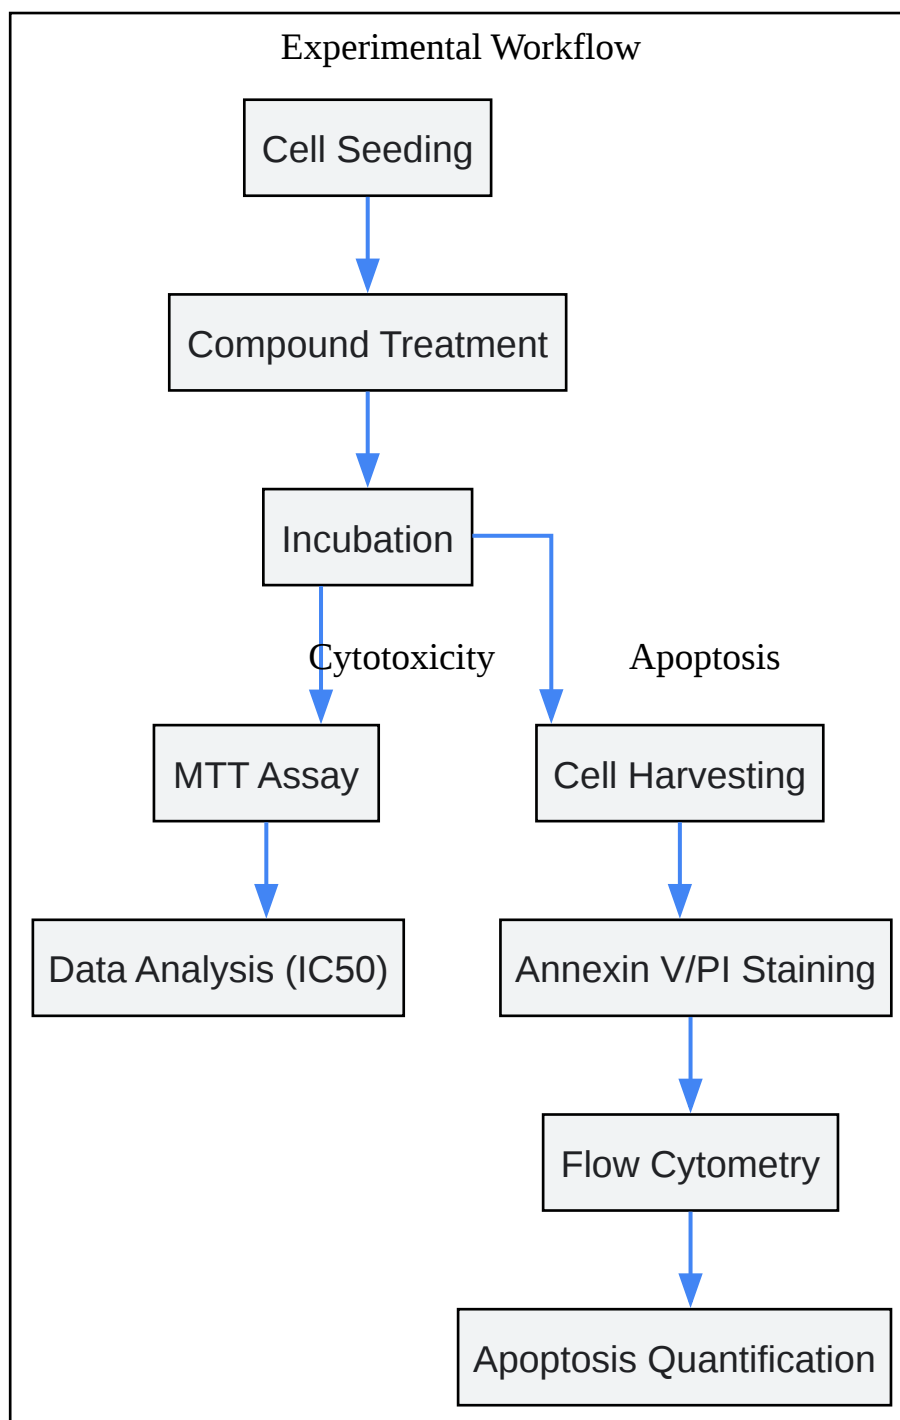 Experimental Workflow
Cell Seeding
Compound Treatment
Incubation
Cytotoxicity
Apoptosis
MTT Assay
Cell Harvesting
Data Analysis (IC50)
Annexin V/PI Staining
Flow Cytometry
Apoptosis Quantification